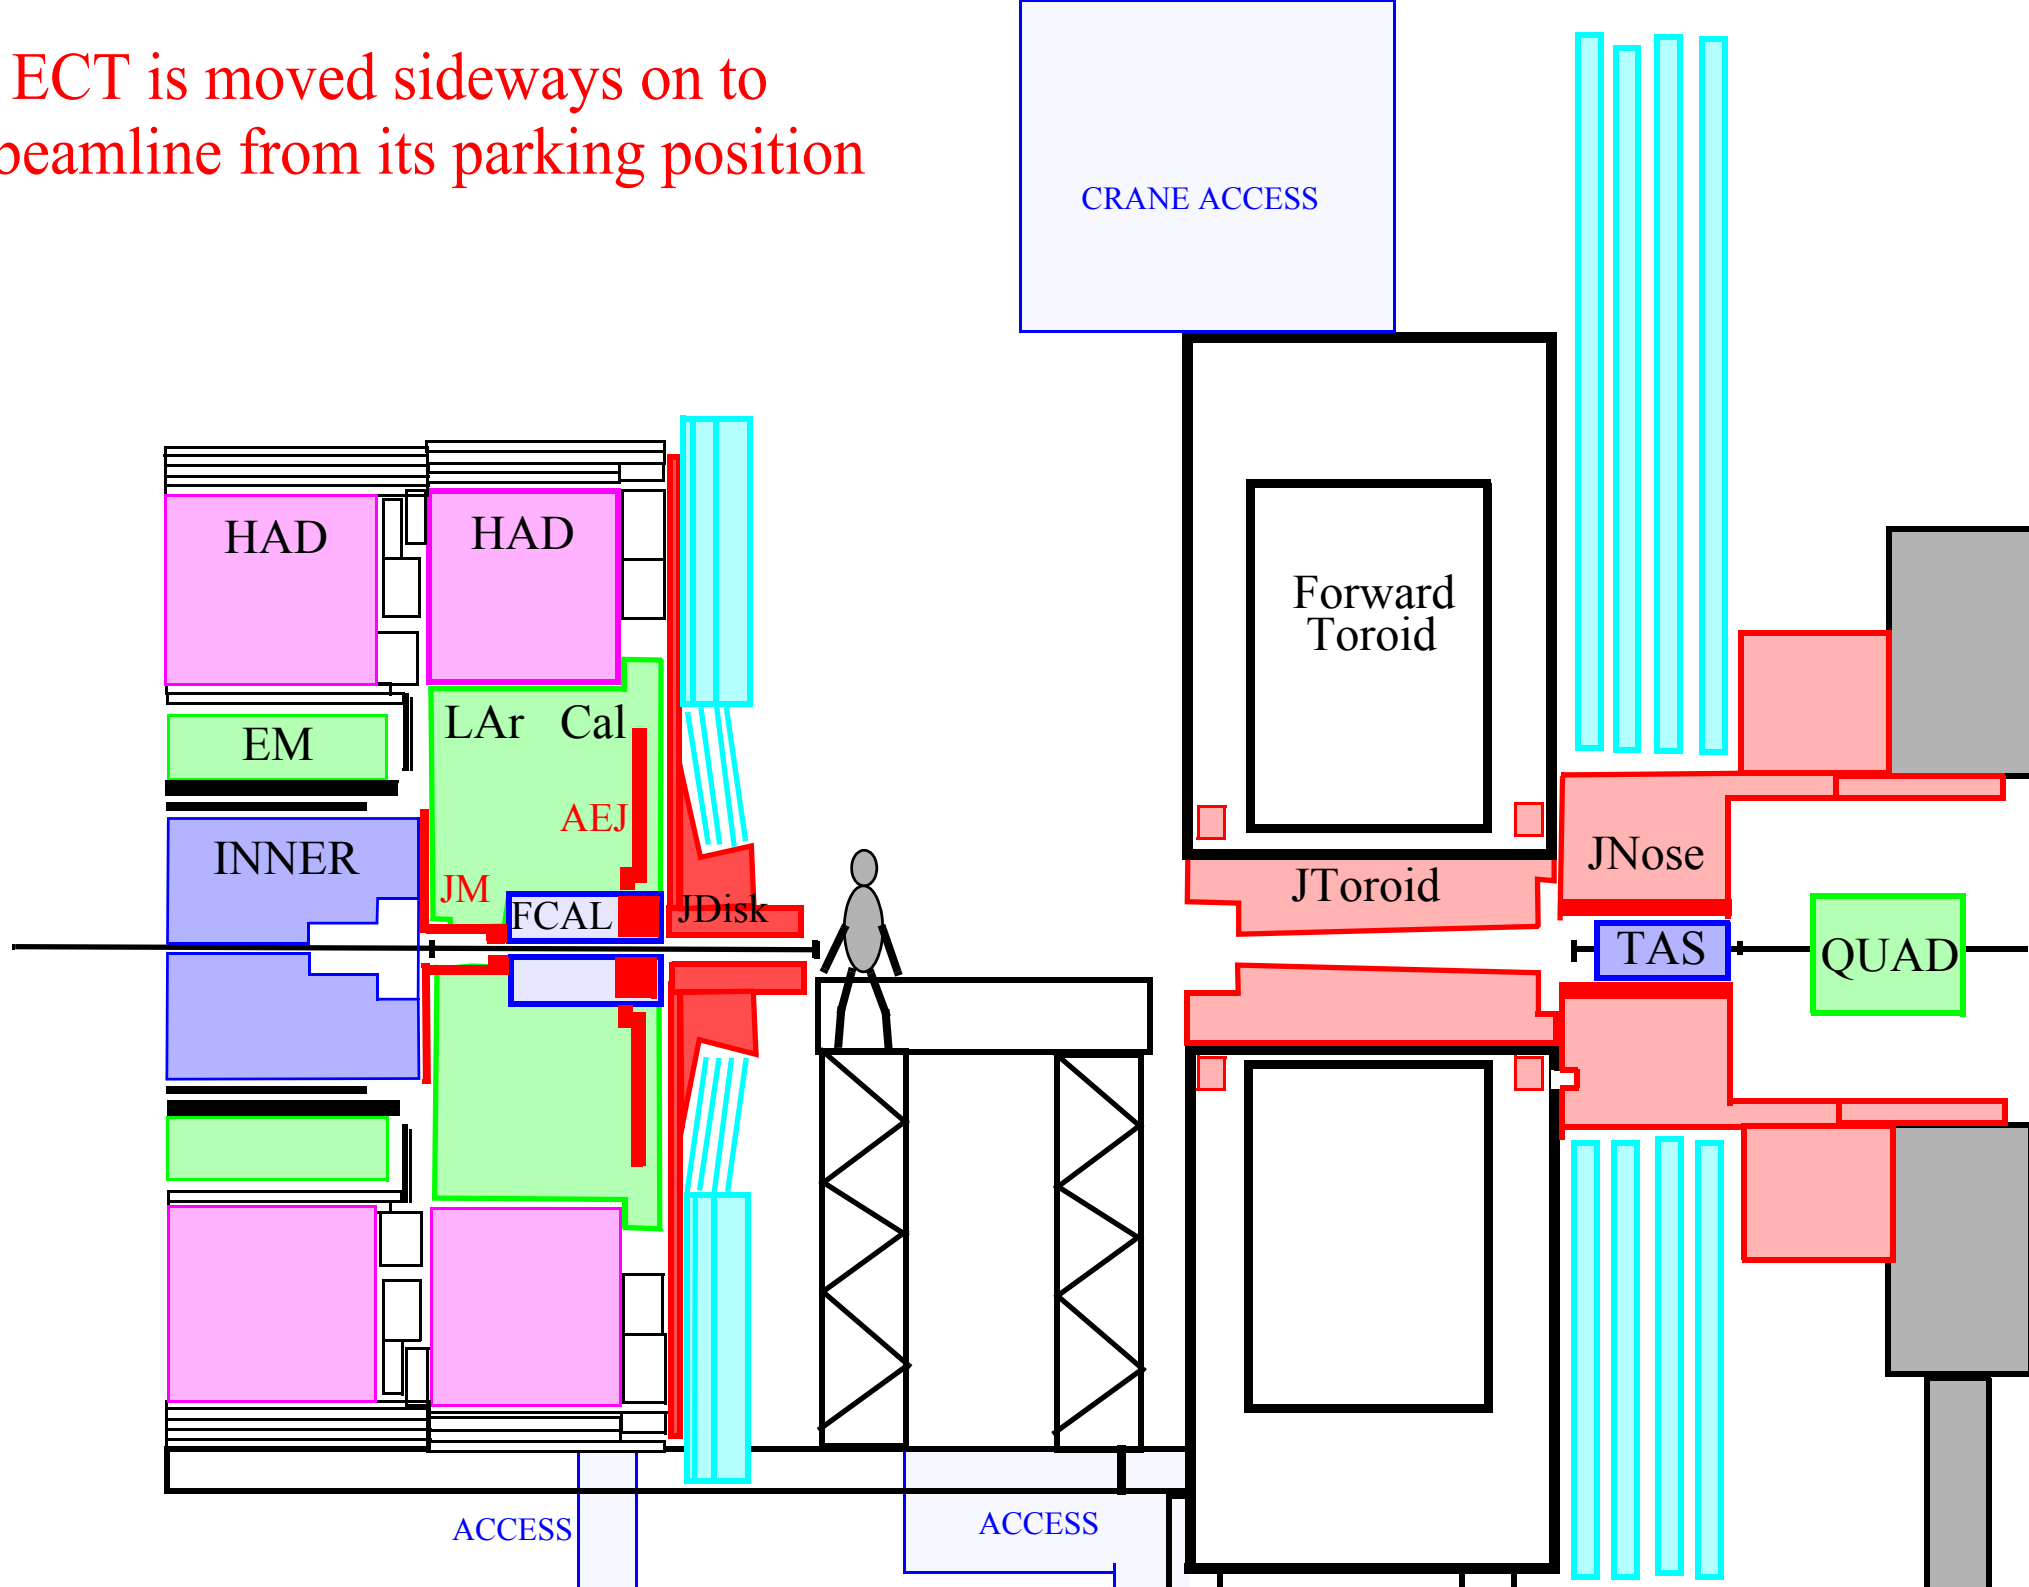 ECT is moved sideways on to
beamline from its parking position
CRANE ACCESS
HAD
HAD
Forward
Toroid
LAr Cal
EM
AEJ
INNER
JM
FCAL
JDisk
JToroid
JNose
TAS
QUAD
ACCESS
ACCESS